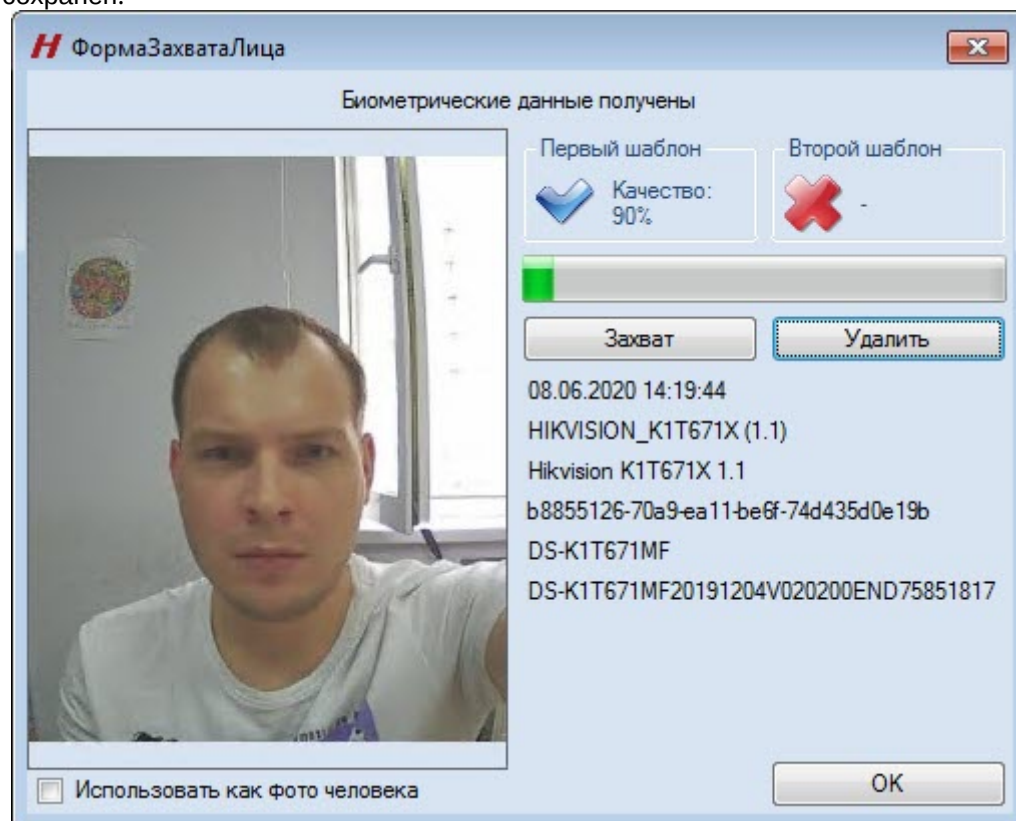 сохранен.
ФормаЗахватаЛица
Биометрические данные получены
Первый шаблон
Качество:
90%
Второй шаблон
-
Захват
Удалить
08.06.2020 14:19:44
HIKVISION_K1T671X (1.1)
Hikvision K1T671X 1.1
b8855126-70a9-ea11-be6f-74d435d0e19b
DS-K1T671MF
DS-K1T671MF20191204V020200END75851817
Использовать как фото человека
OK